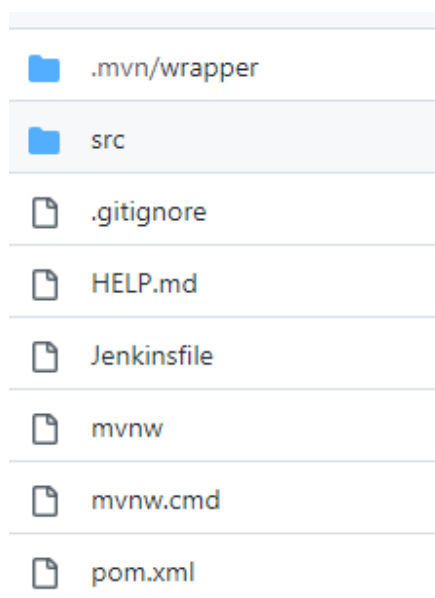 .mvn/wrapper
src
.gitignore
HELP.md
Jenkinsfile
mvnw
mvnw.cmd
pom.xml